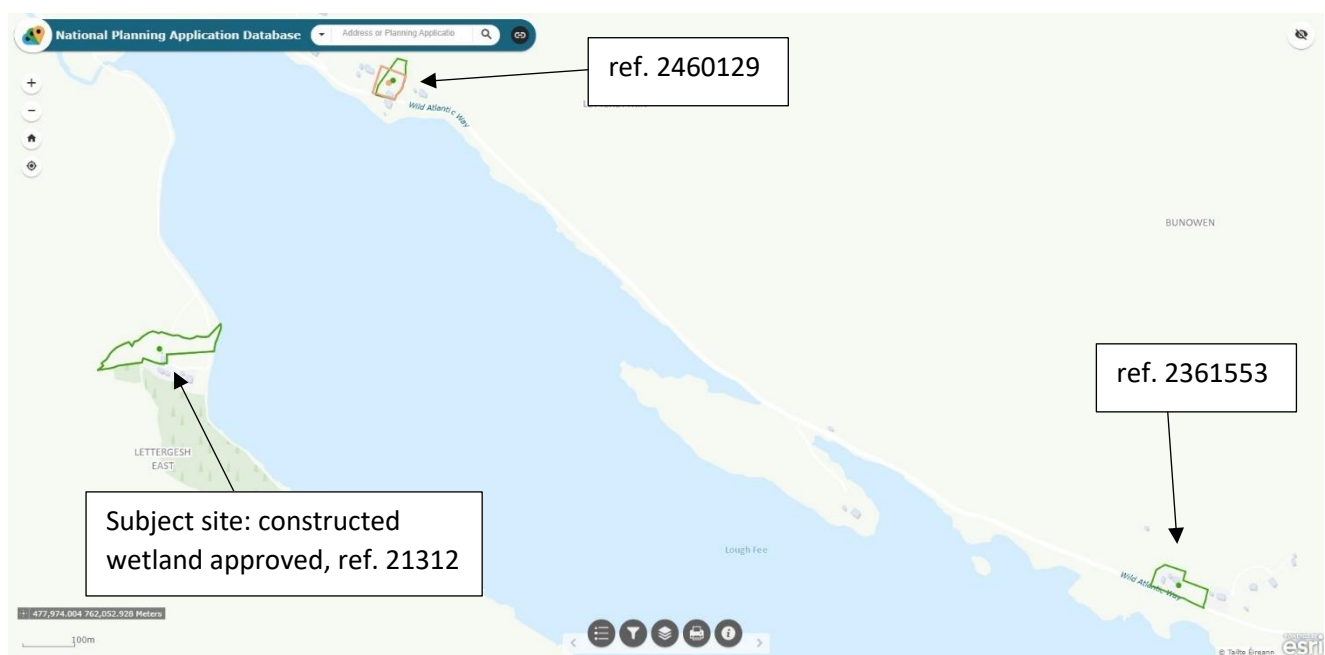 National Planning Application Database
Address or Planning Applicatio
ref. 2460129
Wild Atlantic Way
BUNOWEN
ref. 2361553
LETTERGESH
EAST
Subject site: constructed
wetland approved, ref. 21312
Lough Fee
Wild Atlantic Way
477,974.004 762,052.928 Meters
100m
© Tailte Éireann
esri